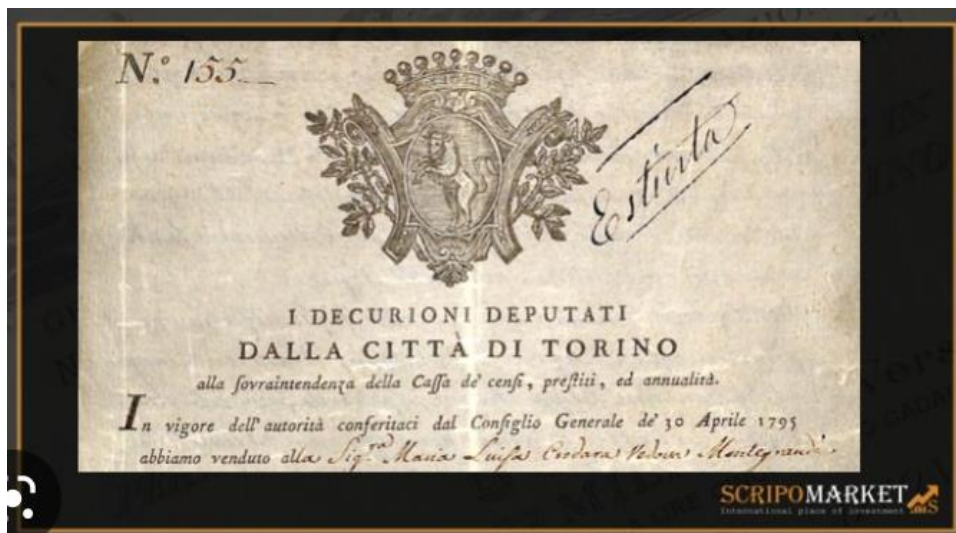 N.º 155
Estinta
I DECURIONI DEPUTATI
DALLA CITTÀ DI TORINO
alla ſovraintendenza della Caſſa de' cenſi, preſtiti, ed annualità.
In vigore dell' autorità conferitaci dal Conſiglio Generale de' 30 Aprile 1795
abbiamo venduto alla Sig.ra Maria Luiſa
SCRIPOMARKET
International place of investment